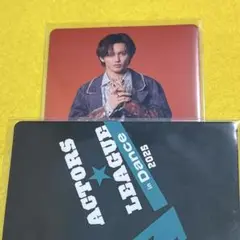 ACTORS
★LEAGUE
in Dance
2025